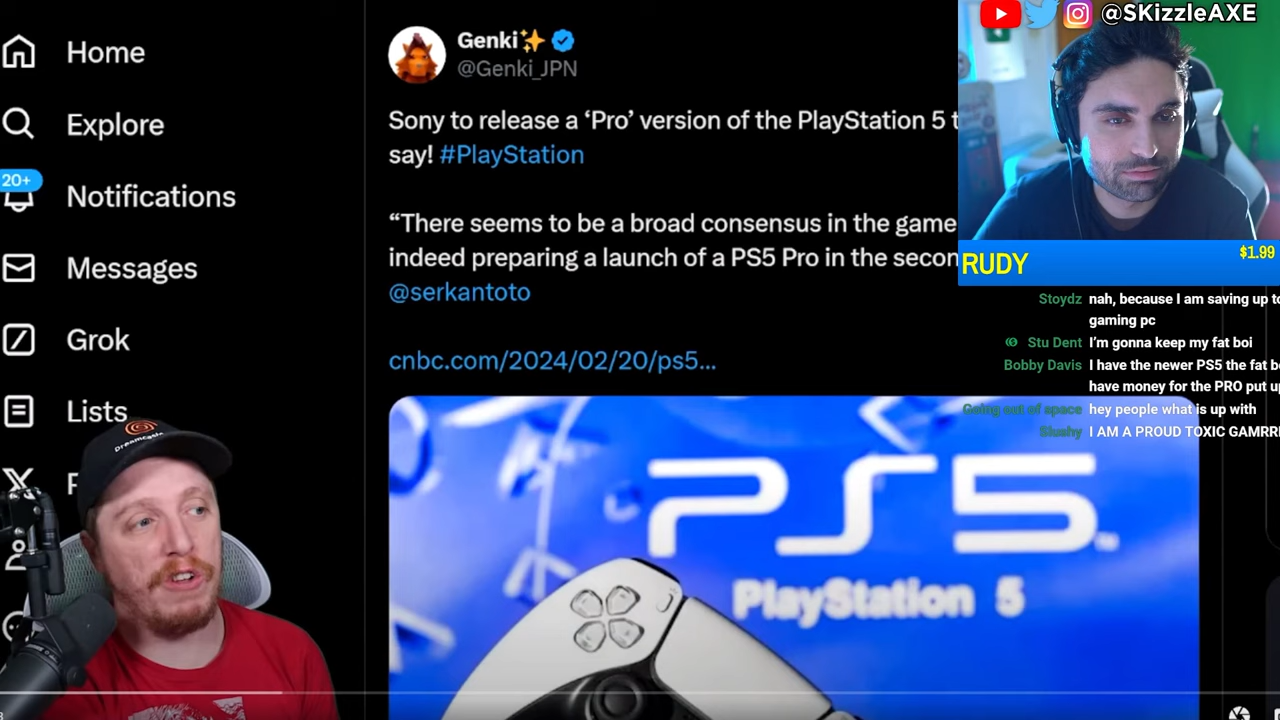 Home
Explore
20+
Notifications
Messages
Grok
Lists
Genki✨
@Genki_JPN
Sony to release a ‘Pro’ version of the PlayStation 5
say! #PlayStation
“There seems to be a broad consensus in the game
indeed preparing a launch of a PS5 Pro in the
@serkantoto
cnbc.com/2024/02/20/ps5...
PS5
PlayStation 5
Dreamcast
@SKizzleAXE
RUDY
$1.99
Stoydz nah, because I am saving up
gaming pc
Stu Dent I’m gonna keep my fat boi
Bobby Davis I have the newer PS5 the fat
have money for the PRO put
Going out of space hey people what is up with
Slushy I AM A PROUD TOXIC